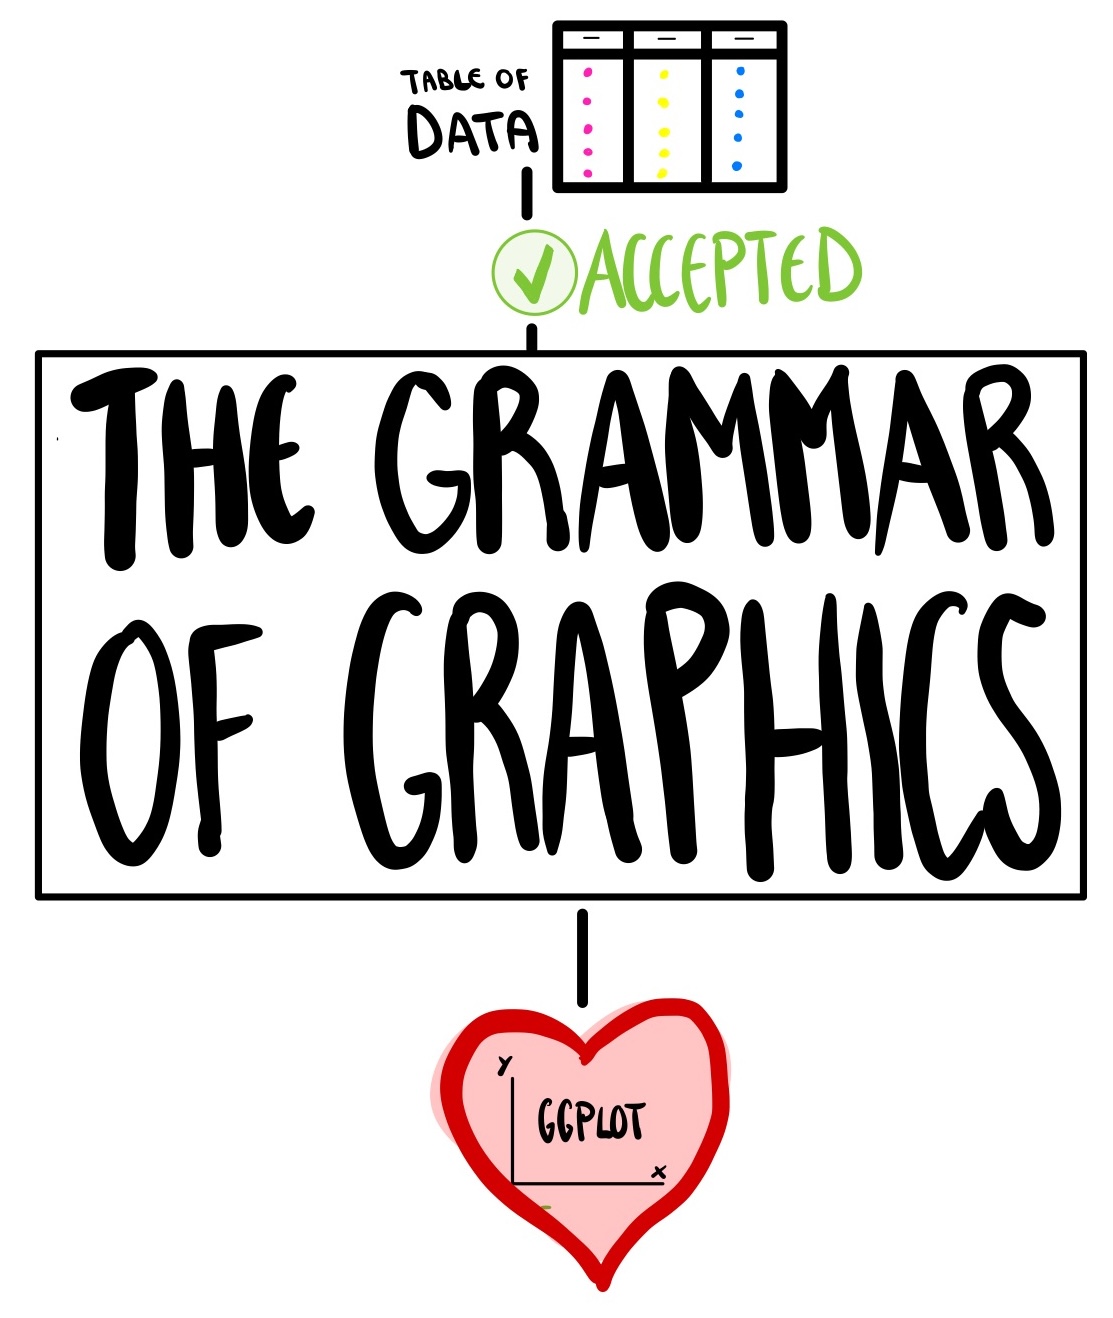 TABLE OF
DATA
ACCEPTED
THE GRAMMAR
OF GRAPHICS
Y
GGPLOT
X